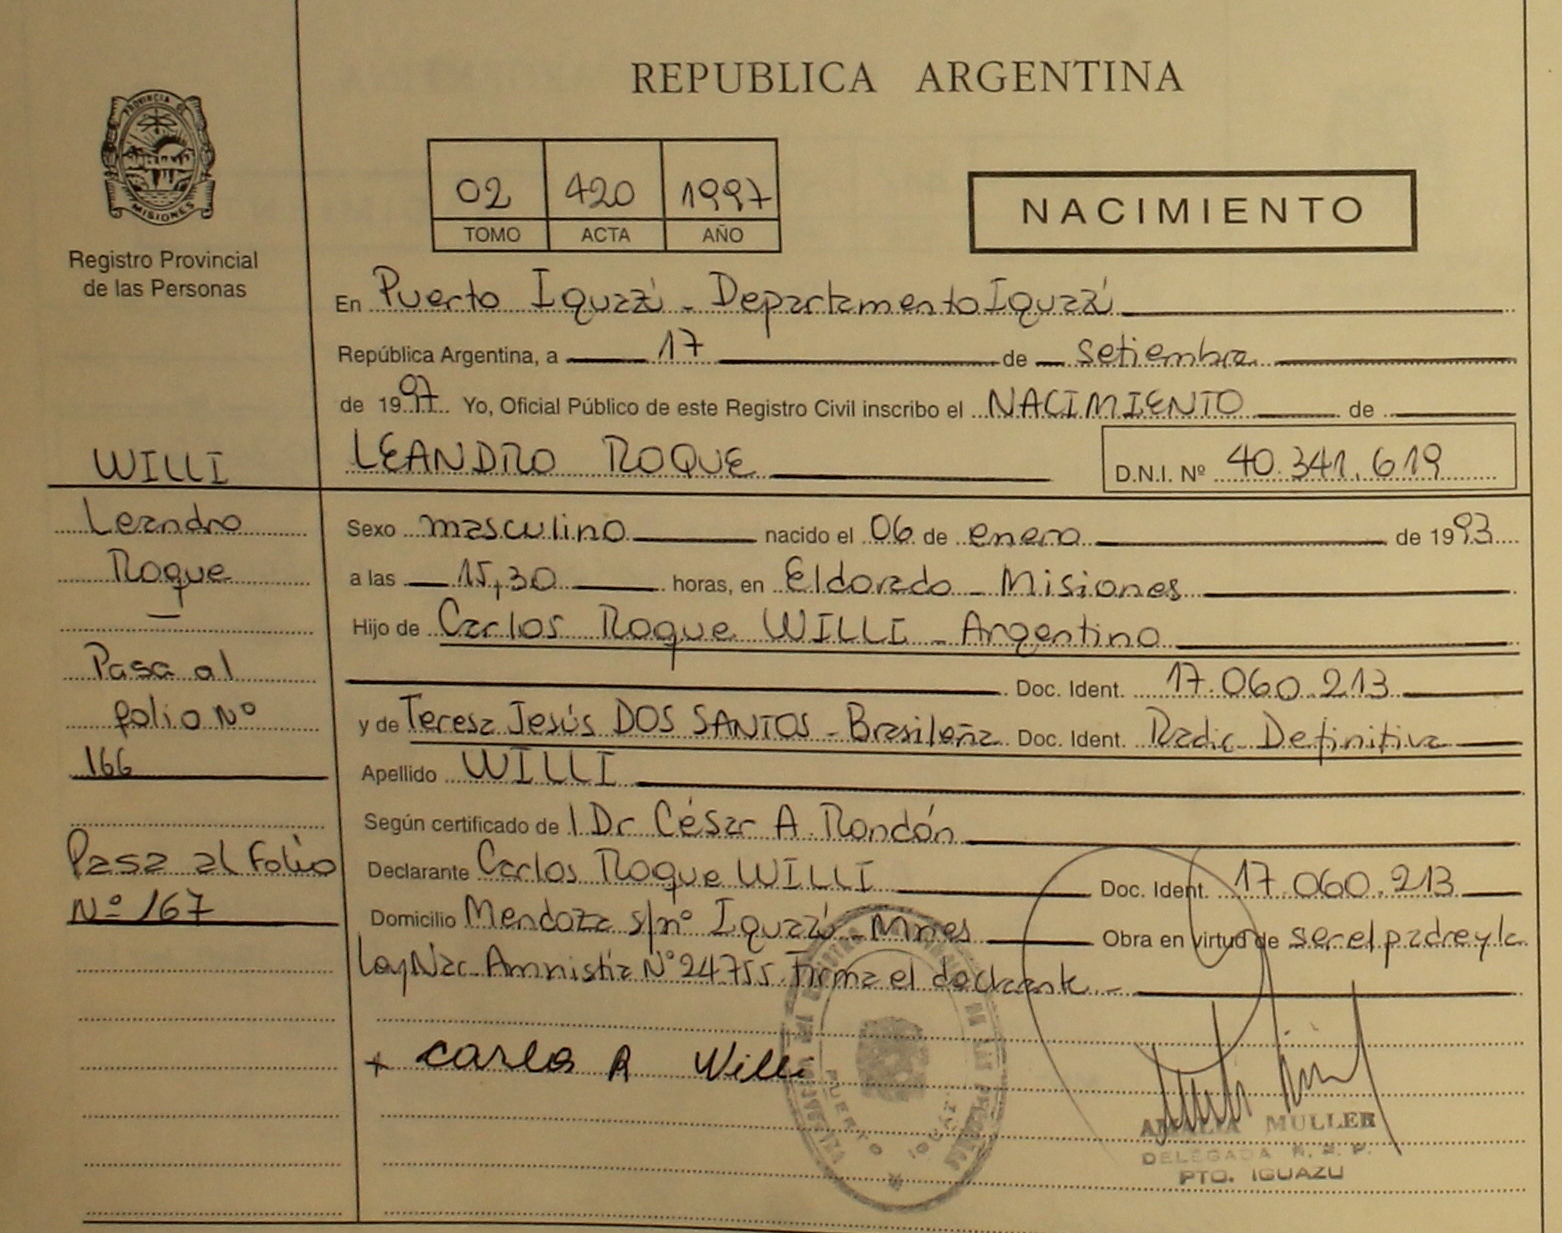 REPUBLICA ARGENTINA
PROVINCIA DE
MISIONES
Registro Provincial
de las Personas
02 420 1997
TOMO ACTA AÑO
NACIMIENTO
En Puerto Iguazú - Departamento Iguazú
República Argentina, a 17 de setiembre
de 1997 Yo, Oficial Público de este Registro Civil inscribo el NACIMIENTO de
LEANDRO ROQUE D.N.I. Nº 40.341.619
WILLI
Leandro
Roque
Pasa al
folio Nº
166
Pasa al Folio
Nº 167
Sexo masculino nacido el 06 de enero de 1993
a las 15,30 horas, en Eldorado - Misiones
Hijo de Carlos Roque WILLI - Argentino
Doc. Ident. 17.060.213
y de Teresa Jesús DOS SANTOS - Brasileña Doc. Ident. Radic. Definitiva
Apellido WILLI
Según certificado de l Dr César A. Rondón
Declarante Carlos Roque WILLI Doc. Ident. 17.060.213
Domicilio Mendoza s/nº Iguazú - Mnes Obra en virtud de ser el padre y la
Ley Nac. Amnistía Nº 24755 firma el declarante -
+ Carlos R Willi
AMALIA MULLER
DELEGADA R. P. P.
PTO. IGUAZU